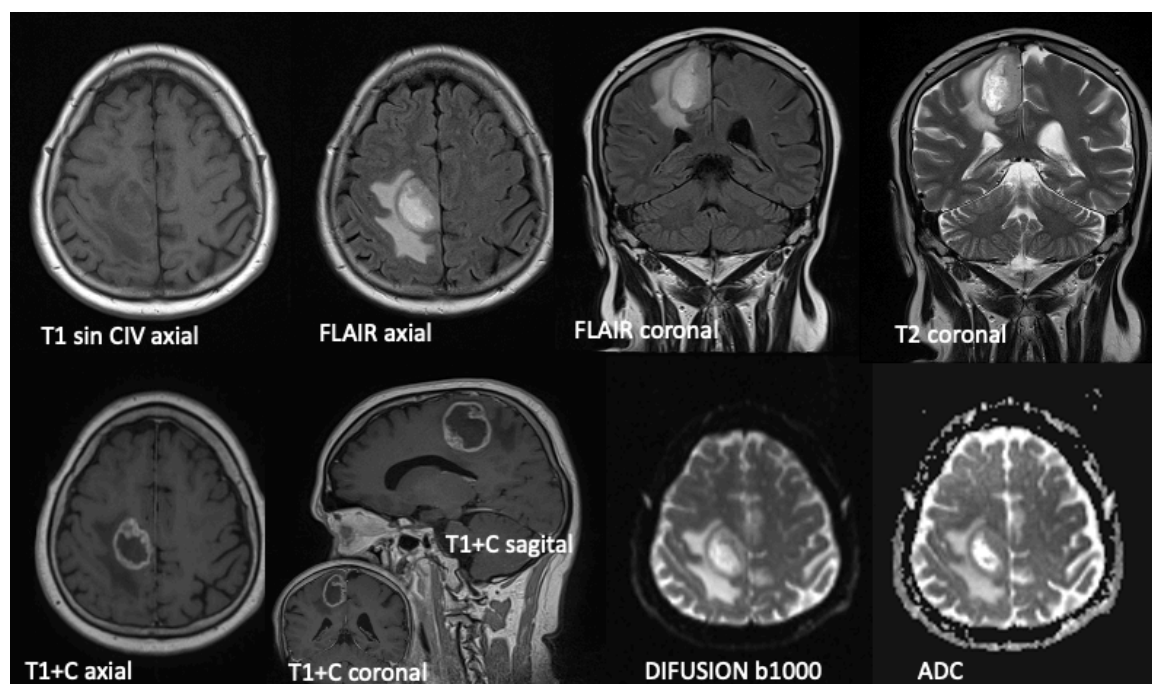 T1 sin CIV axial
FLAIR axial
FLAIR coronal
T2 coronal
T1+C axial
T1+C coronal
T1+C sagital
DIFUSION b1000
ADC